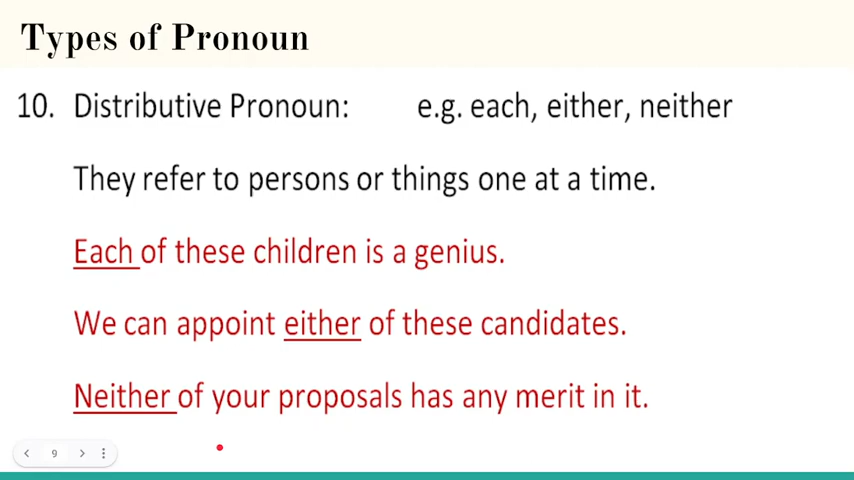 Types of Pronoun
10. Distributive Pronoun: e.g. each, either, neither
They refer to persons or things one at a time.
Each of these children is a genius.
We can appoint either of these candidates.
Neither of your proposals has any merit in it.
9